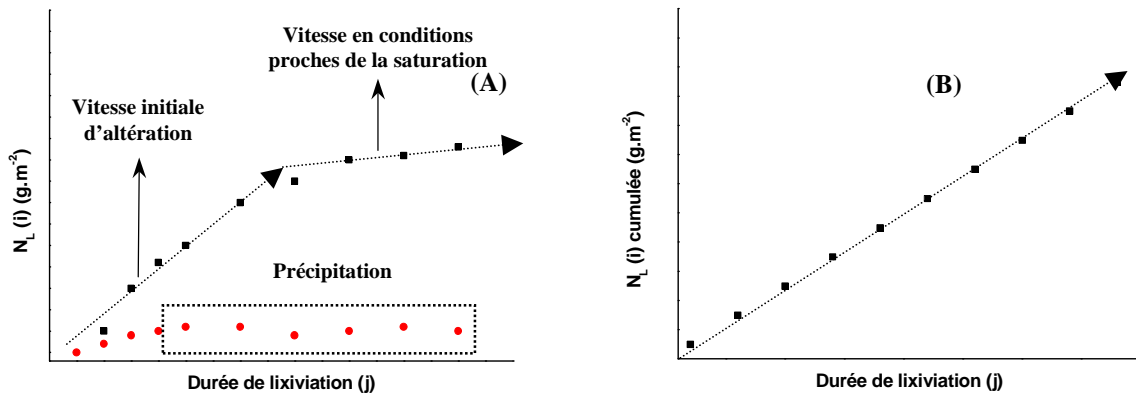 Vitesse en conditions
proches de la saturation
(A)
Vitesse initiale
d'altération
Précipitation
N_L (i) (g.m^-2)
Durée de lixiviation (j)
(B)
N_L (i) cumulée (g.m^-2)
Durée de lixiviation (j)